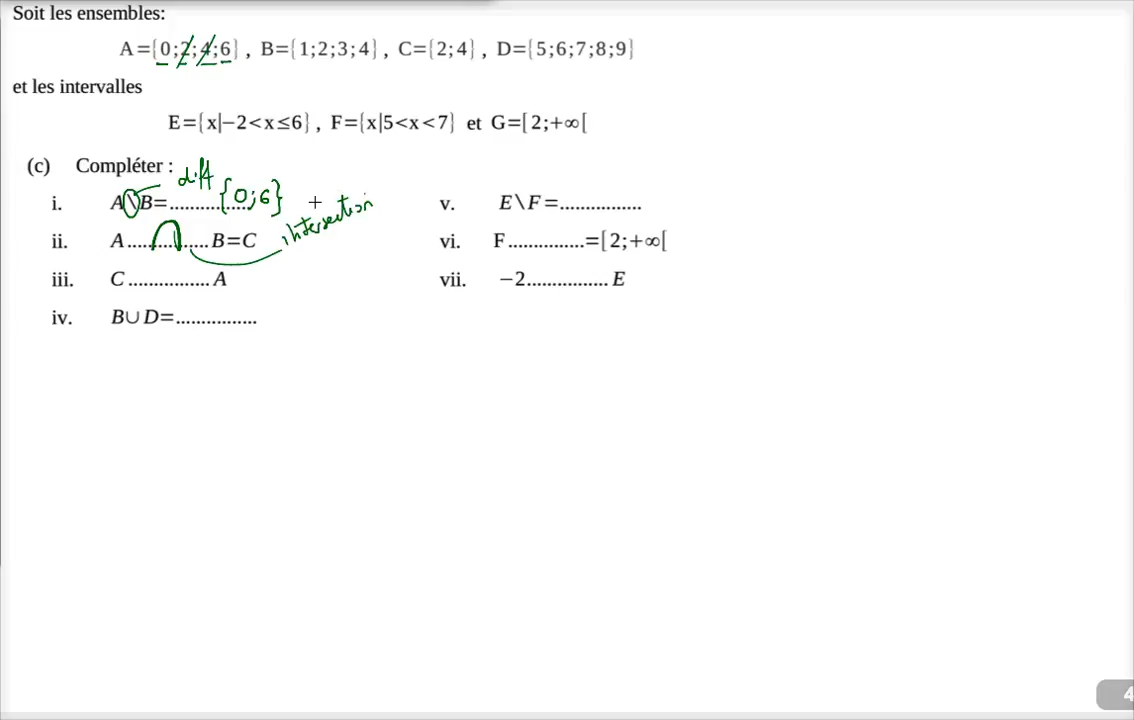 Soit les ensembles:
A={0;2;4;6} , B={1;2;3;4} , C={2;4} , D={5;6;7;8;9}
et les intervalles
E={x|−2<x≤6} , F={x|5<x<7} et G=[2;+∞[
(c) Compléter :
diff
i. A\B=................{0;6}
ii. A.....∩.....B=C intersection
iii. C ................ A
iv. B∪D=................
v. E\F=................
vi. F...............=[2;+∞[
vii. −2................ E
4